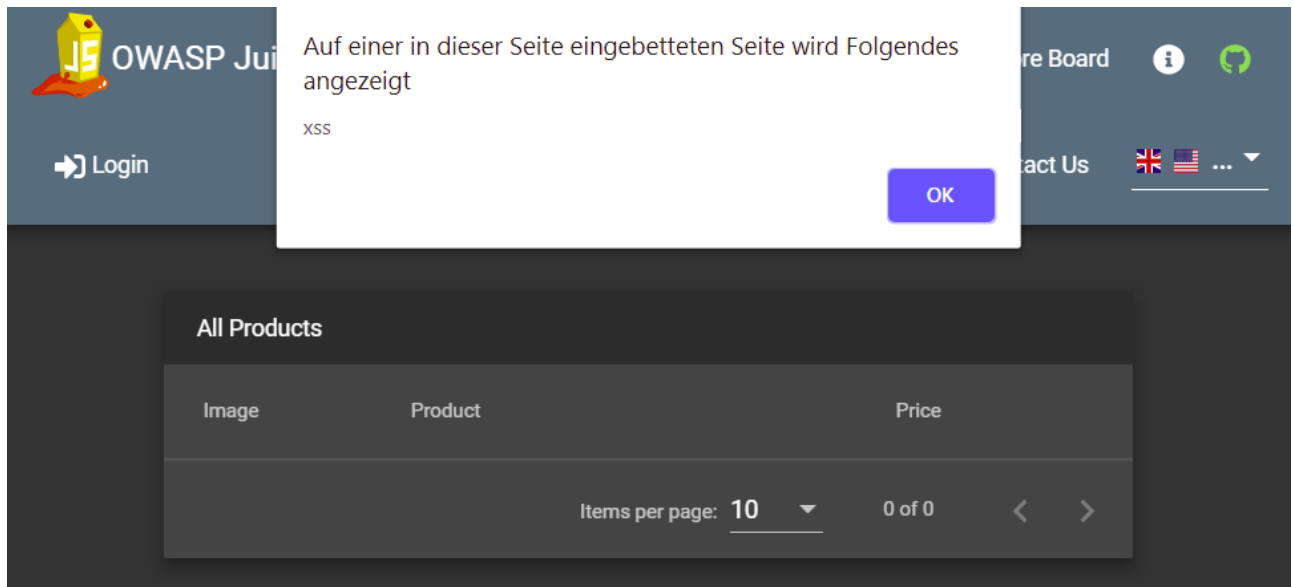 JS OWASP Jui
Auf einer in dieser Seite eingebetteten Seite wird Folgendes
angezeigt
xss
OK
re Board
Login
tact Us
...
All Products
Image Product Price
Items per page: 10 0 of 0